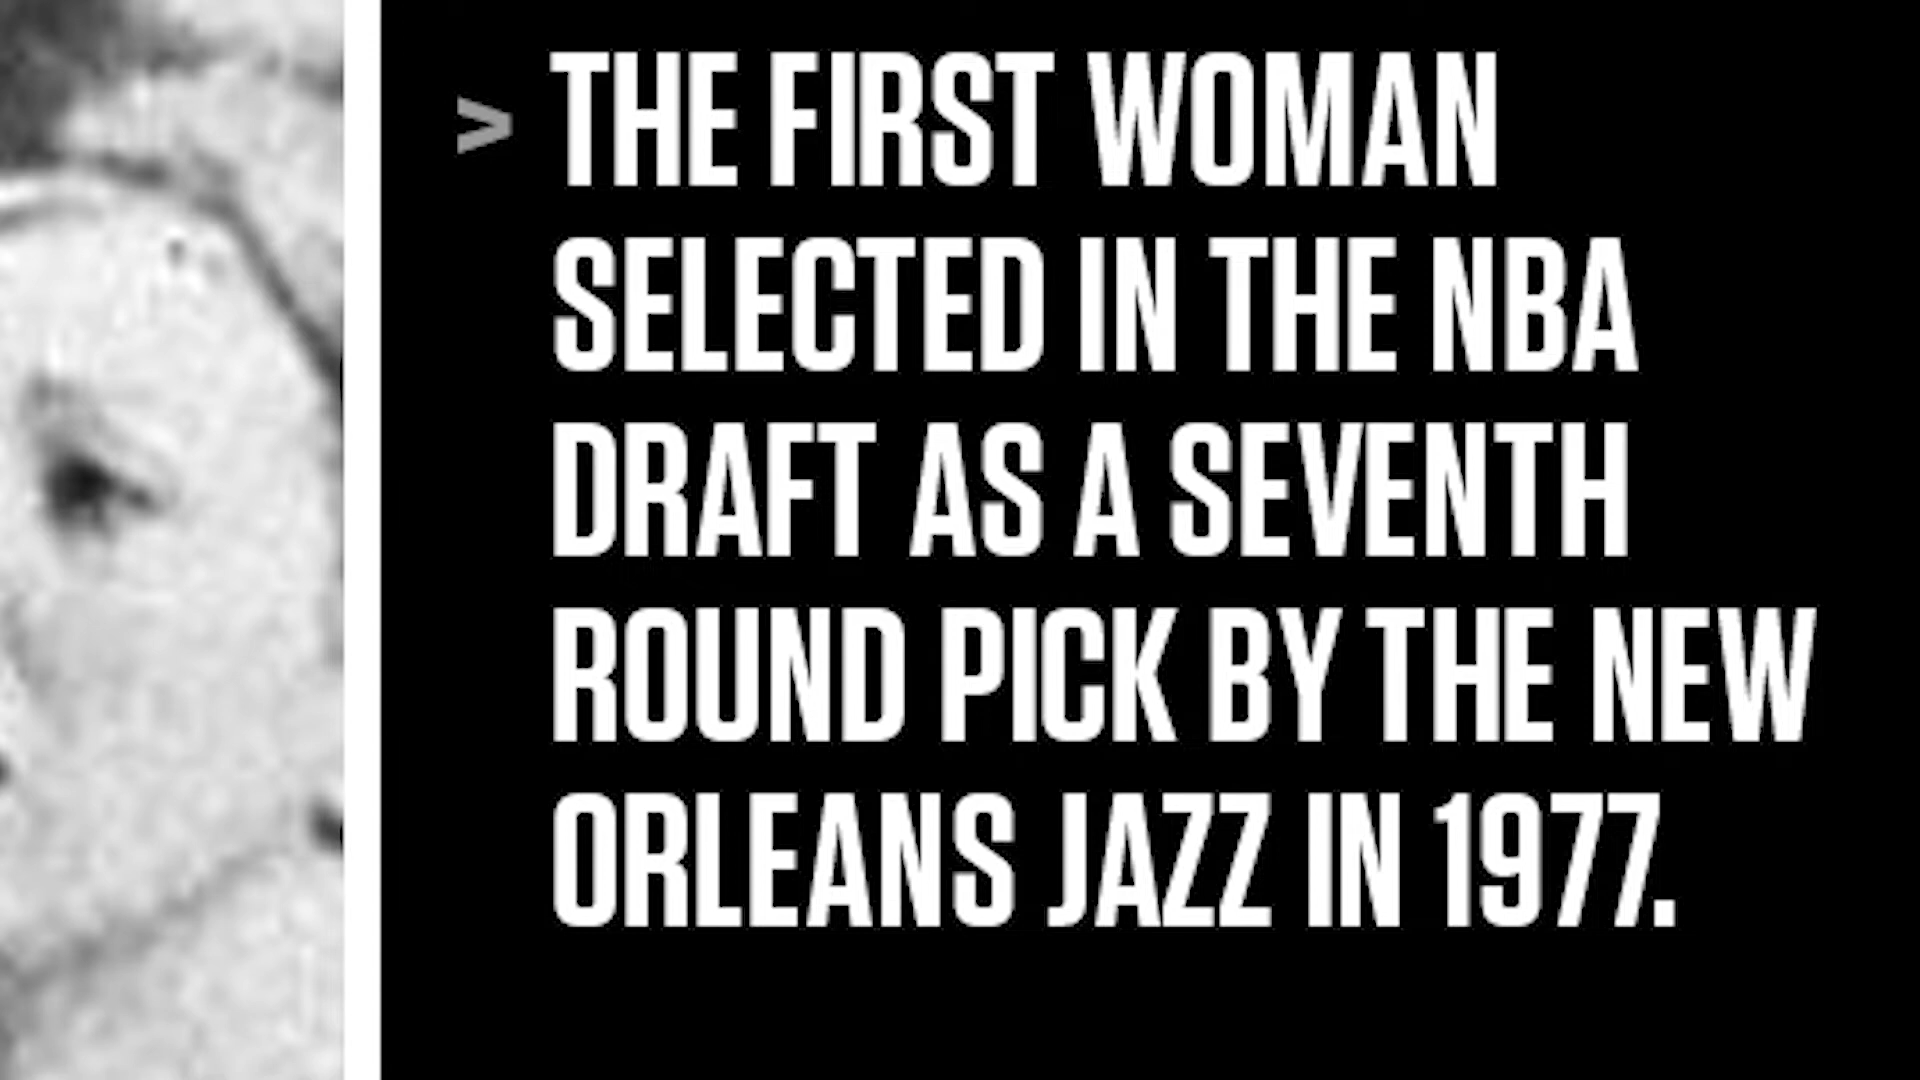 > THE FIRST WOMAN
SELECTED IN THE NBA
DRAFT AS A SEVENTH
ROUND PICK BY THE NEW
ORLEANS JAZZ IN 1977.